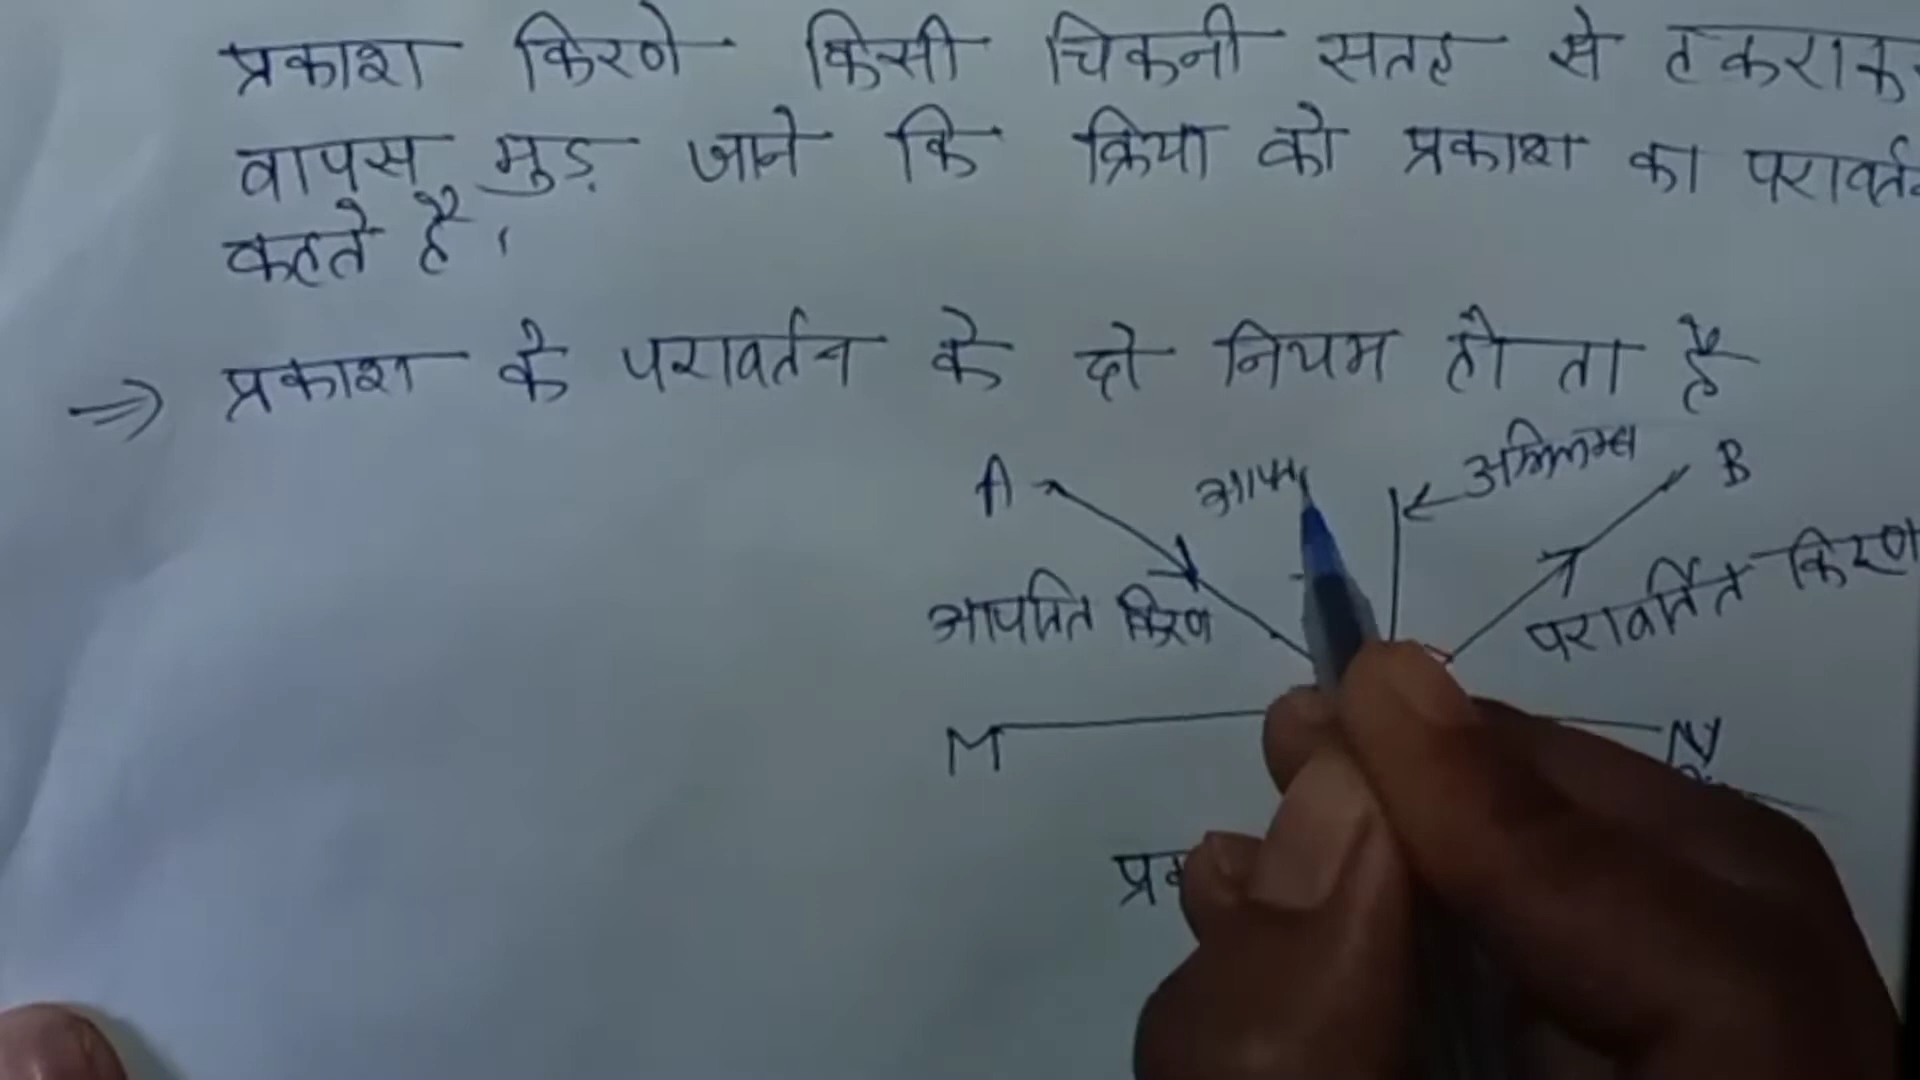 प्रकाश किरणे किसी चिकनी सतह से टकराक
वापस मुड़ जाने कि क्रिया को प्रकाश का परावर्तन
कहते है।
⇒ प्रकाश के परावर्तन के दो नियम होता है
A
अभिलम्ब
B
आपतित किरण
परावर्तित किरण
M
N